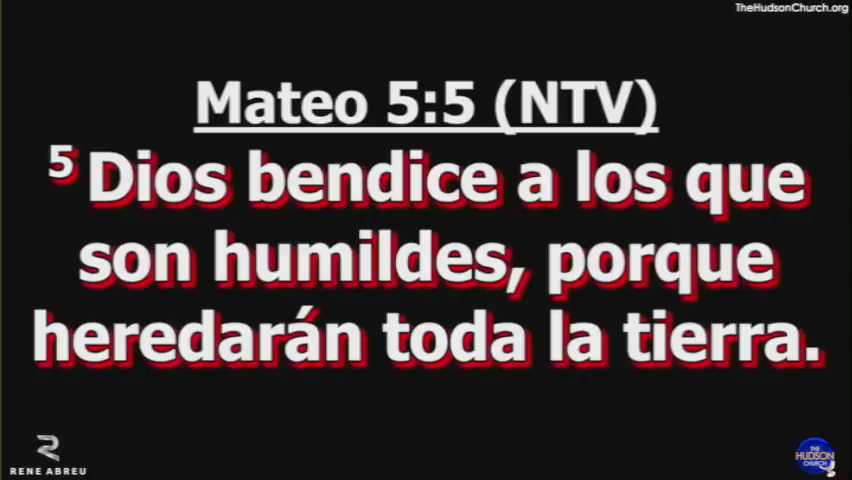 TheHudsonChurch.org
Mateo 5:5 (NTV)
5 Dios bendice a los que
son humildes, porque
heredarán toda la tierra.
RENE ABREU
THE
HUDSON
CHURCH